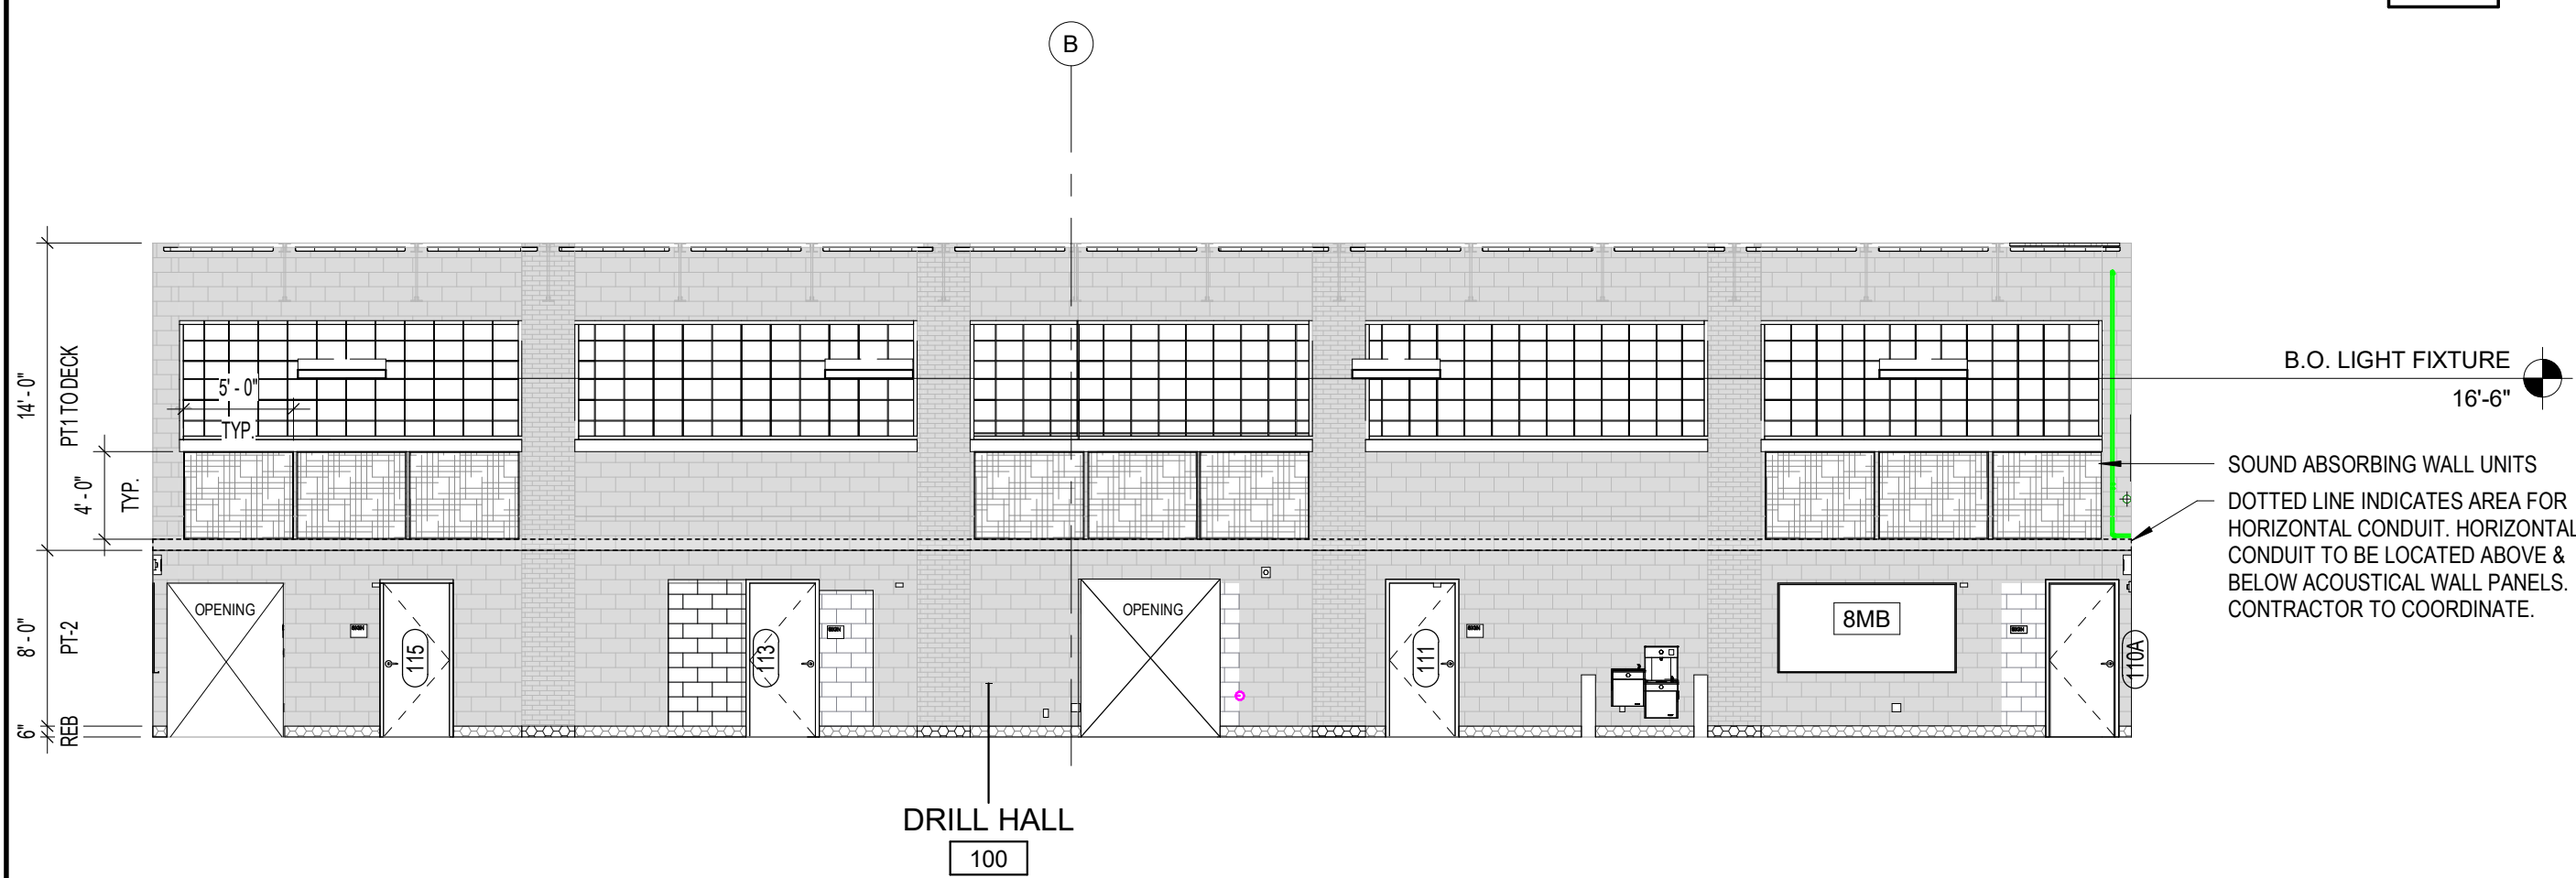 B
14'-0"
PT1 TO DECK
5' - 0"
TYP.
4' - 0"
TYP.
B.O. LIGHT FIXTURE
16'-6"
SOUND ABSORBING WALL UNITS
DOTTED LINE INDICATES AREA FOR
HORIZONTAL CONDUIT. HORIZONTAL
CONDUIT TO BE LOCATED ABOVE &
BELOW ACOUSTICAL WALL PANELS.
CONTRACTOR TO COORDINATE.
8' - 0"
PT-2
OPENING
115
113
OPENING
111
8MB
110A
6"
REB
DRILL HALL
100